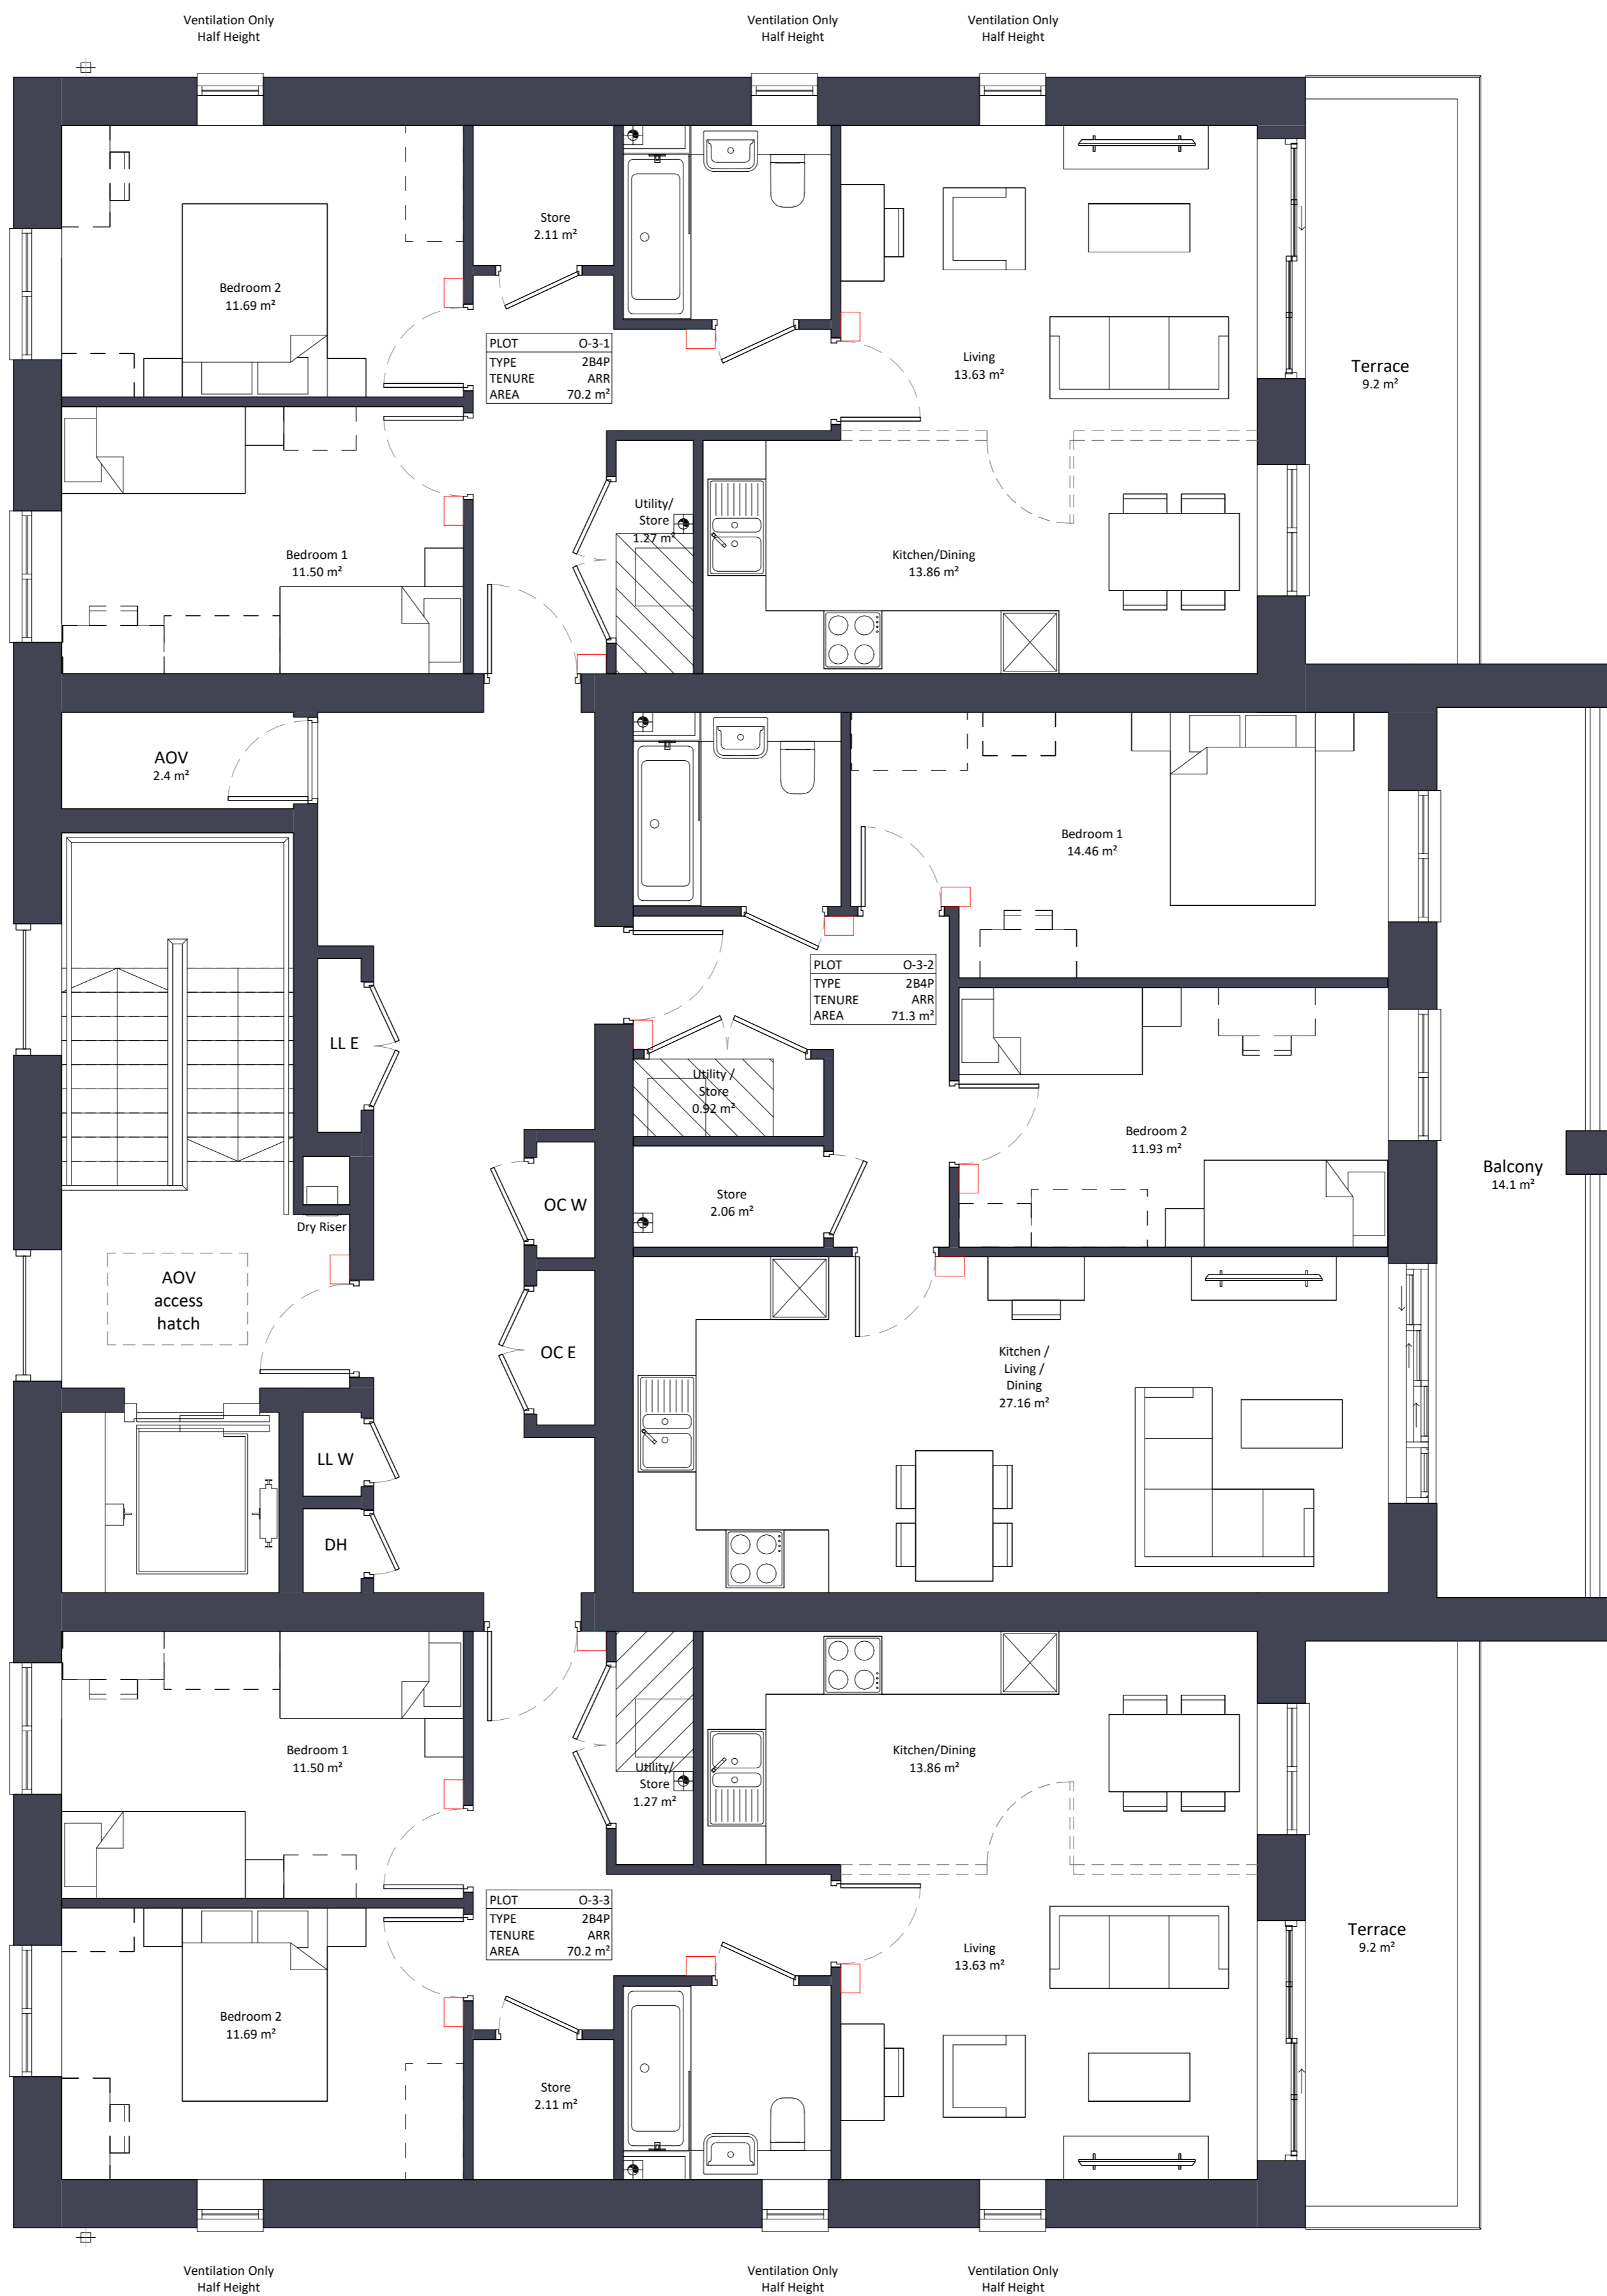 Ventilation Only
Half Height
Ventilation Only
Half Height
Ventilation Only
Half Height
Store
2.11 m²
Bedroom 2
11.69 m²
PLOT O-3-1
TYPE 2B4P
TENURE ARR
AREA 70.2 m²
Living
13.63 m²
Terrace
9.2 m²
Utility/
Store
1.27 m²
Bedroom 1
11.50 m²
Kitchen/Dining
13.86 m²
AOV
2.4 m²
Bedroom 1
14.46 m²
PLOT O-3-2
TYPE 2B4P
TENURE ARR
AREA 71.3 m²
LL E
Utility /
Store
0.92 m²
Bedroom 2
11.93 m²
Balcony
14.1 m²
OC W
Store
2.06 m²
Dry Riser
AOV
access
hatch
OC E
Kitchen /
Living /
Dining
27.16 m²
LL W
DH
Bedroom 1
11.50 m²
Utility/
Store
1.27 m²
Kitchen/Dining
13.86 m²
PLOT O-3-3
TYPE 2B4P
TENURE ARR
AREA 70.2 m²
Living
13.63 m²
Terrace
9.2 m²
Bedroom 2
11.69 m²
Store
2.11 m²
Ventilation Only
Half Height
Ventilation Only
Half Height
Ventilation Only
Half Height